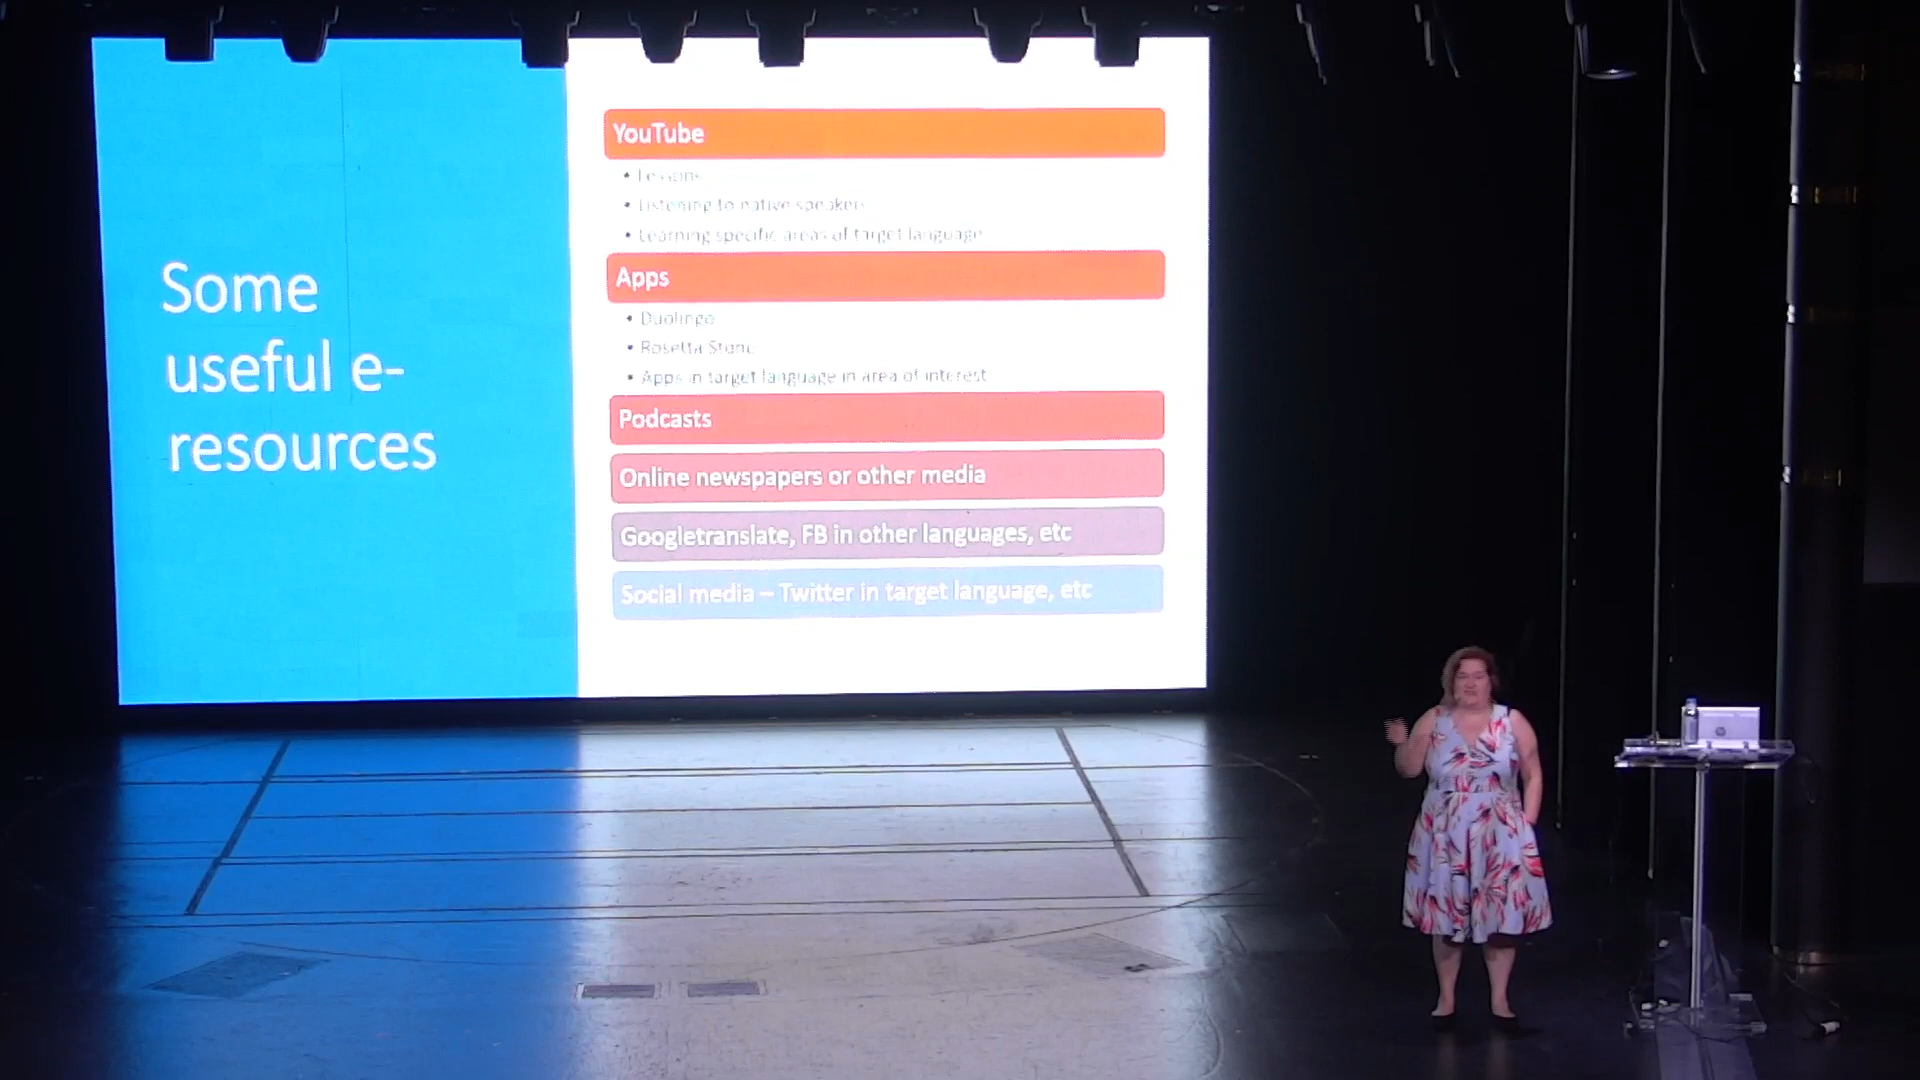 Some
useful e-
resources
YouTube
• Lessons
• Listening to native speakers
• Learning specific areas of target language
Apps
• Duolingo
• Rosetta Stone
• Apps in target language in area of interest
Podcasts
Online newspapers or other media
Googletranslate, FB in other languages, etc
Social media – Twitter in target language, etc